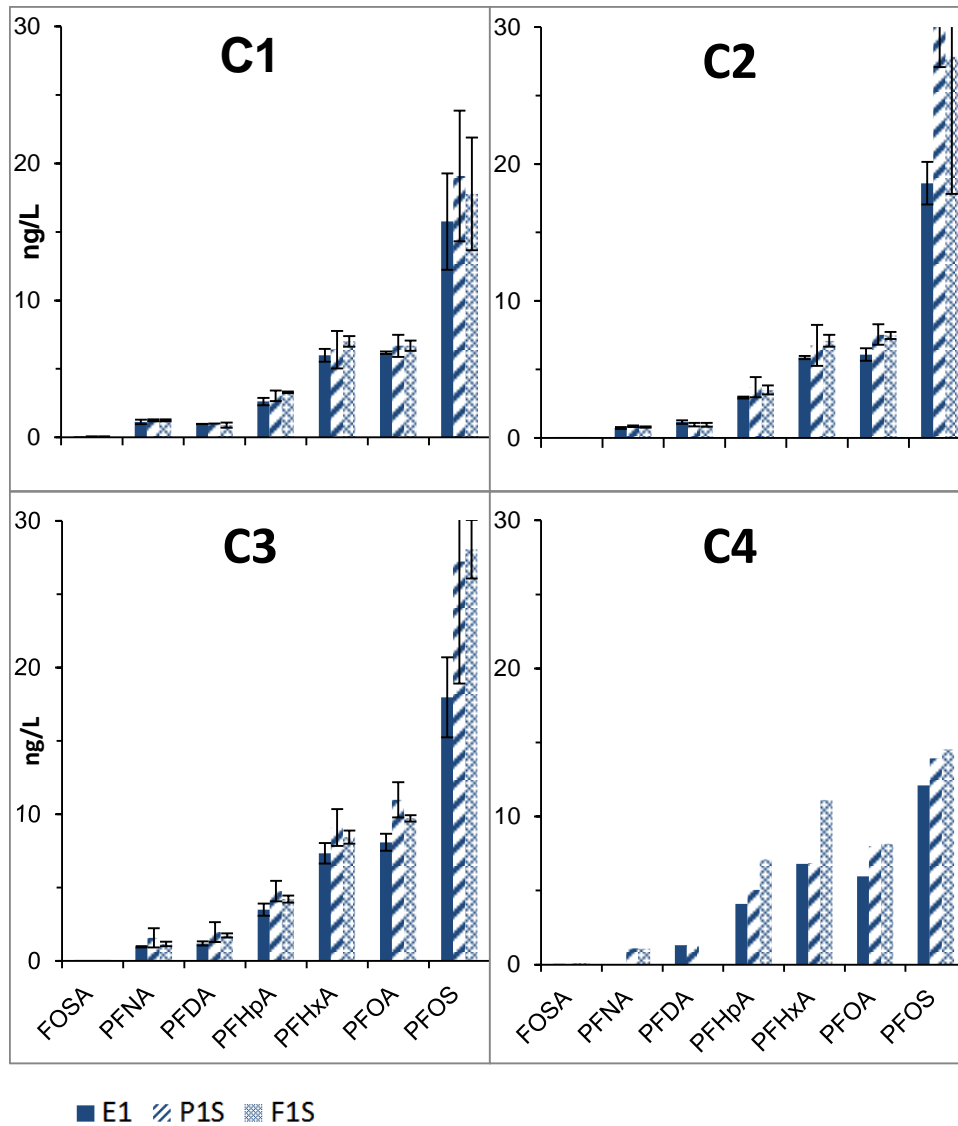 C1
30
20
10
0
ng/L
C2
30
20
10
0
C3
30
20
10
0
ng/L
FOSA
PFNA
PFDA
PFHpA
PFHxA
PFOA
PFOS
C4
30
20
10
0
FOSA
PFNA
PFDA
PFHpA
PFHxA
PFOA
PFOS
E1 P1S F1S